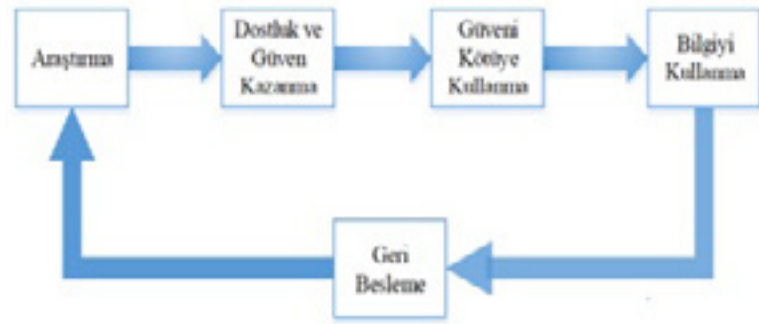 Araştırma
Dostluk ve
Güven
Kazanma
Güveni
Kötüye
Kullanma
Bilgiyi
Kullanma
Geri
Besleme